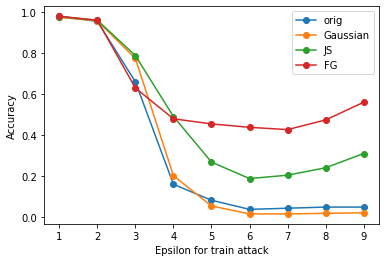 1.0
0.8
0.6
0.4
0.2
0.0
Accuracy
orig
Gaussian
JS
FG
1 2 3 4 5 6 7 8 9
Epsilon for train attack